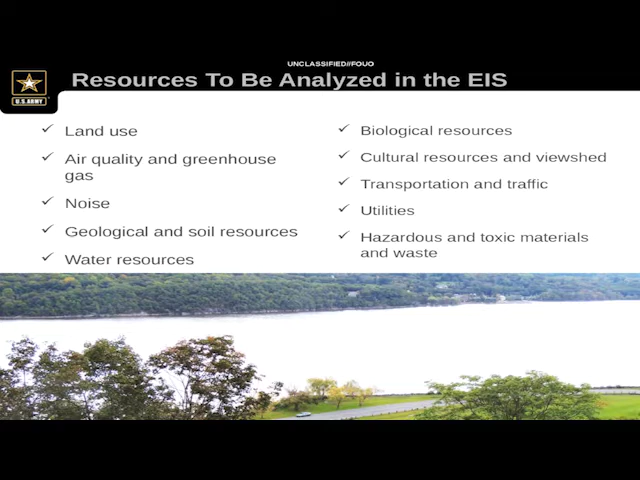 UNCLASSIFIED//FOUO
Resources To Be Analyzed in the EIS
U.S.ARMY
✓ Land use
✓ Air quality and greenhouse
gas
✓ Noise
✓ Geological and soil resources
✓ Water resources
✓ Biological resources
✓ Cultural resources and viewshed
✓ Transportation and traffic
✓ Utilities
✓ Hazardous and toxic materials
and waste